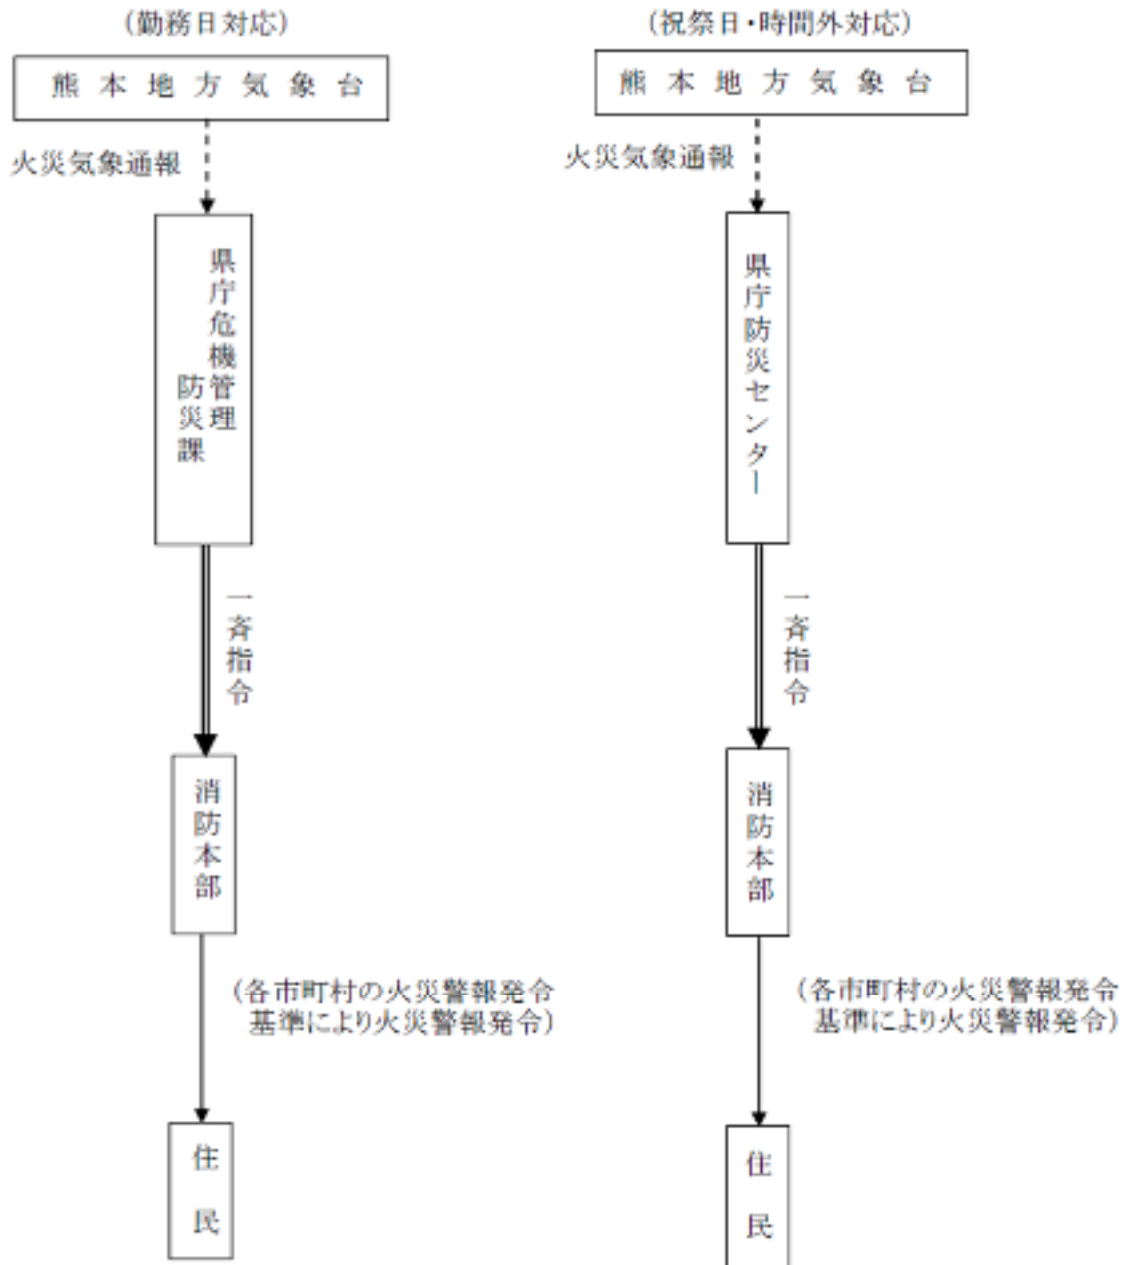 (勤務日対応)
熊本地方気象台
火災気象通報
県庁危機管理
防災課
一斉指令
消防本部
(各市町村の火災警報発令
基準により火災警報発令)
住民
(祝祭日・時間外対応)
熊本地方気象台
火災気象通報
県庁防災センター
一斉指令
消防本部
(各市町村の火災警報発令
基準により火災警報発令)
住民